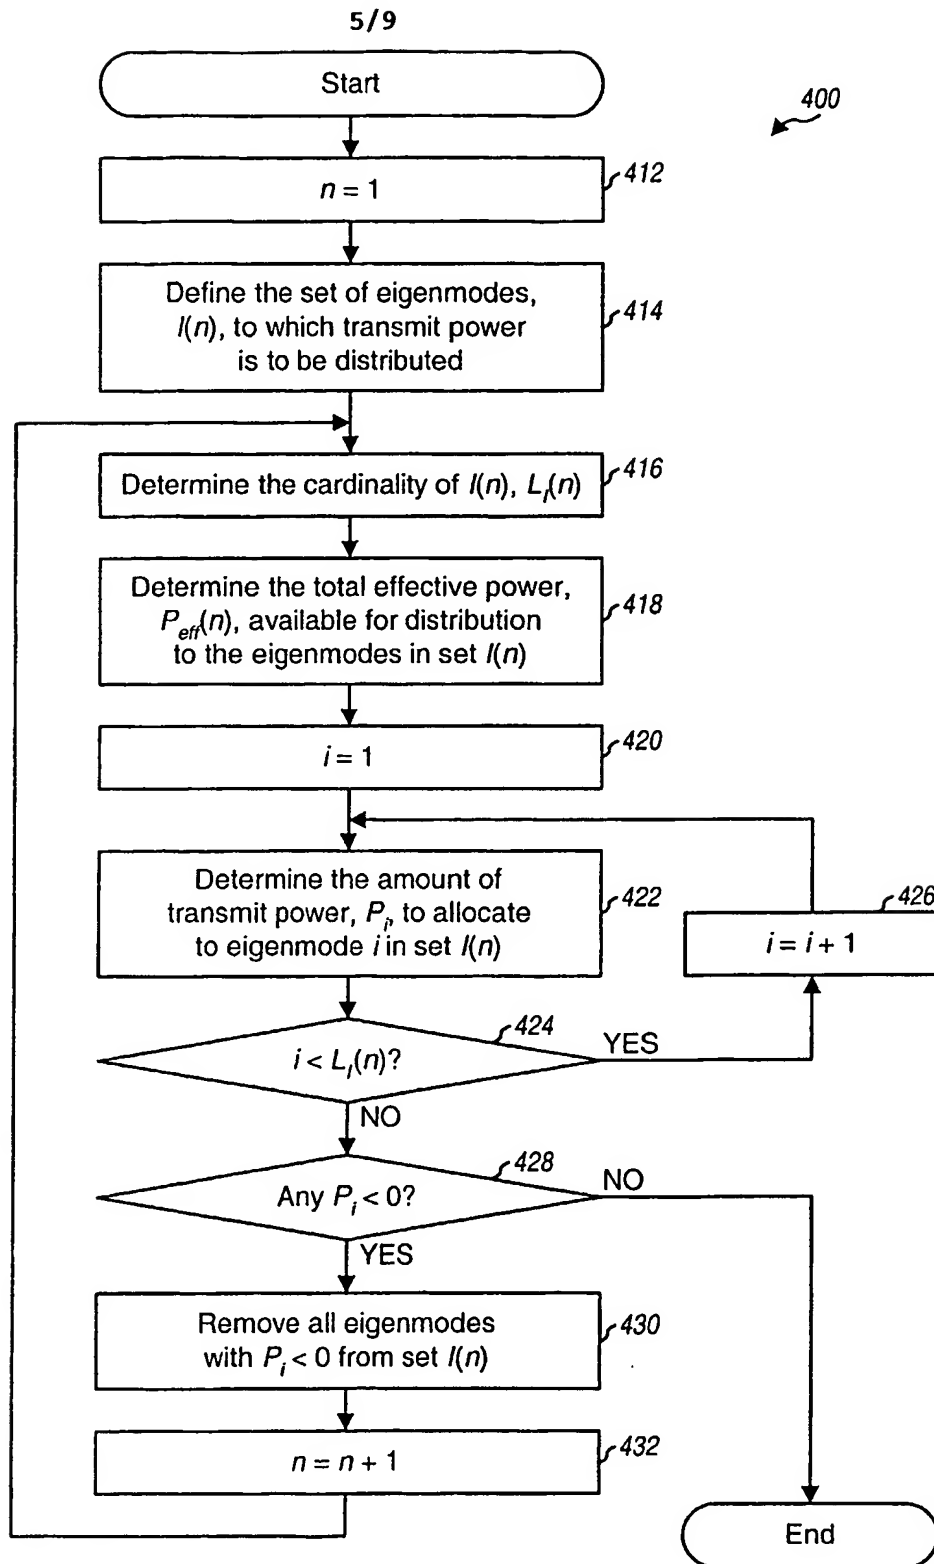 5/9
Start
400
n = 1
412
Define the set of eigenmodes,
I(n), to which transmit power
is to be distributed
414
Determine the cardinality of I(n), L_I(n)
416
Determine the total effective power,
P_eff(n), available for distribution
to the eigenmodes in set I(n)
418
i = 1
420
Determine the amount of
transmit power, P_i, to allocate
to eigenmode i in set I(n)
422
426
i = i + 1
424
i < L_I(n)?
YES
NO
428
Any P_i < 0?
NO
YES
Remove all eigenmodes
with P_i < 0 from set I(n)
430
n = n + 1
432
End